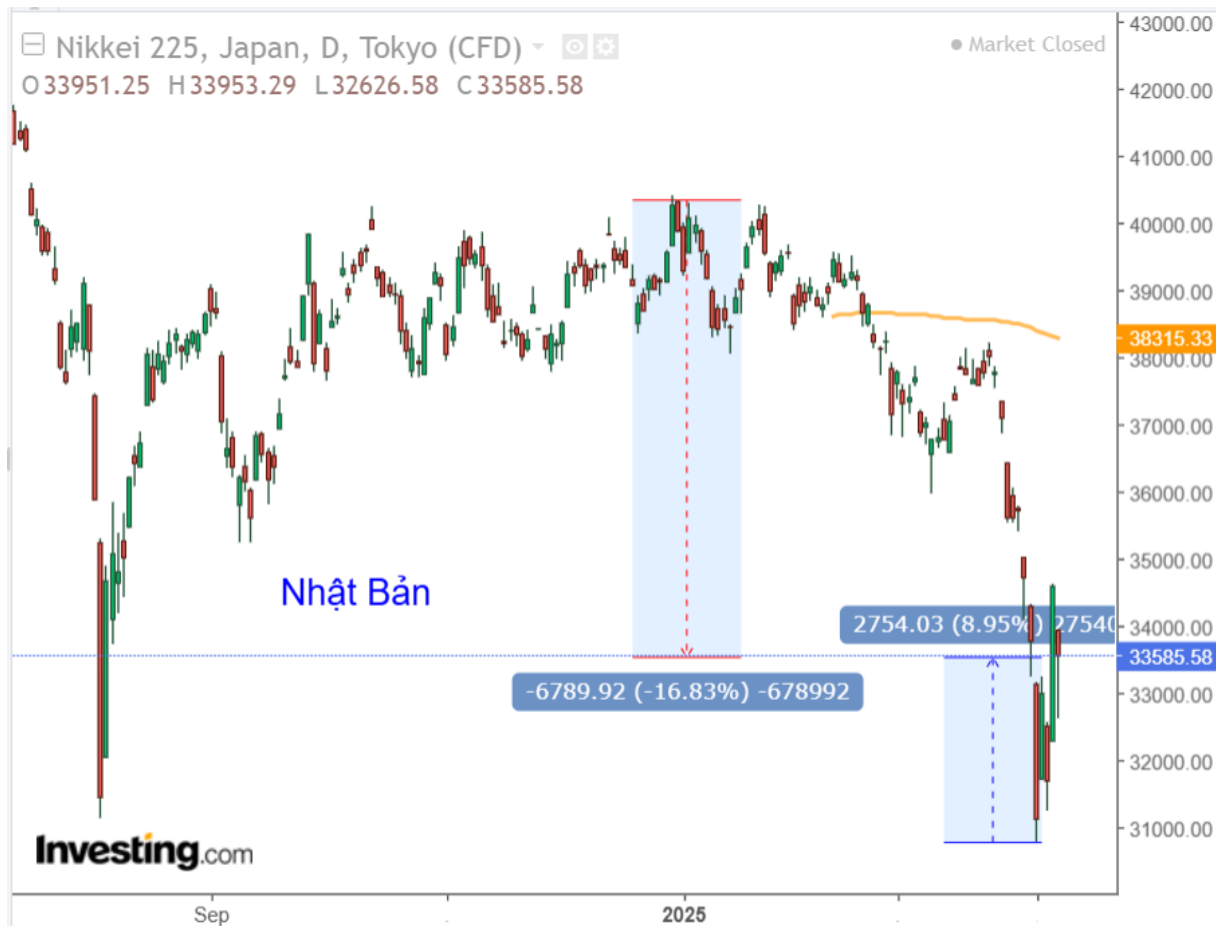 Nikkei 225, Japan, D, Tokyo (CFD)
Market Closed
O33951.25 H33953.29 L32626.58 C33585.58
43000.00
42000.00
41000.00
40000.00
39000.00
38315.33
38000.00
37000.00
36000.00
35000.00
Nhật Bản
34000.00
2754.03 (8.95%) 27540
33585.58
-6789.92 (-16.83%) -678992
33000.00
32000.00
31000.00
Investing.com
Sep
2025